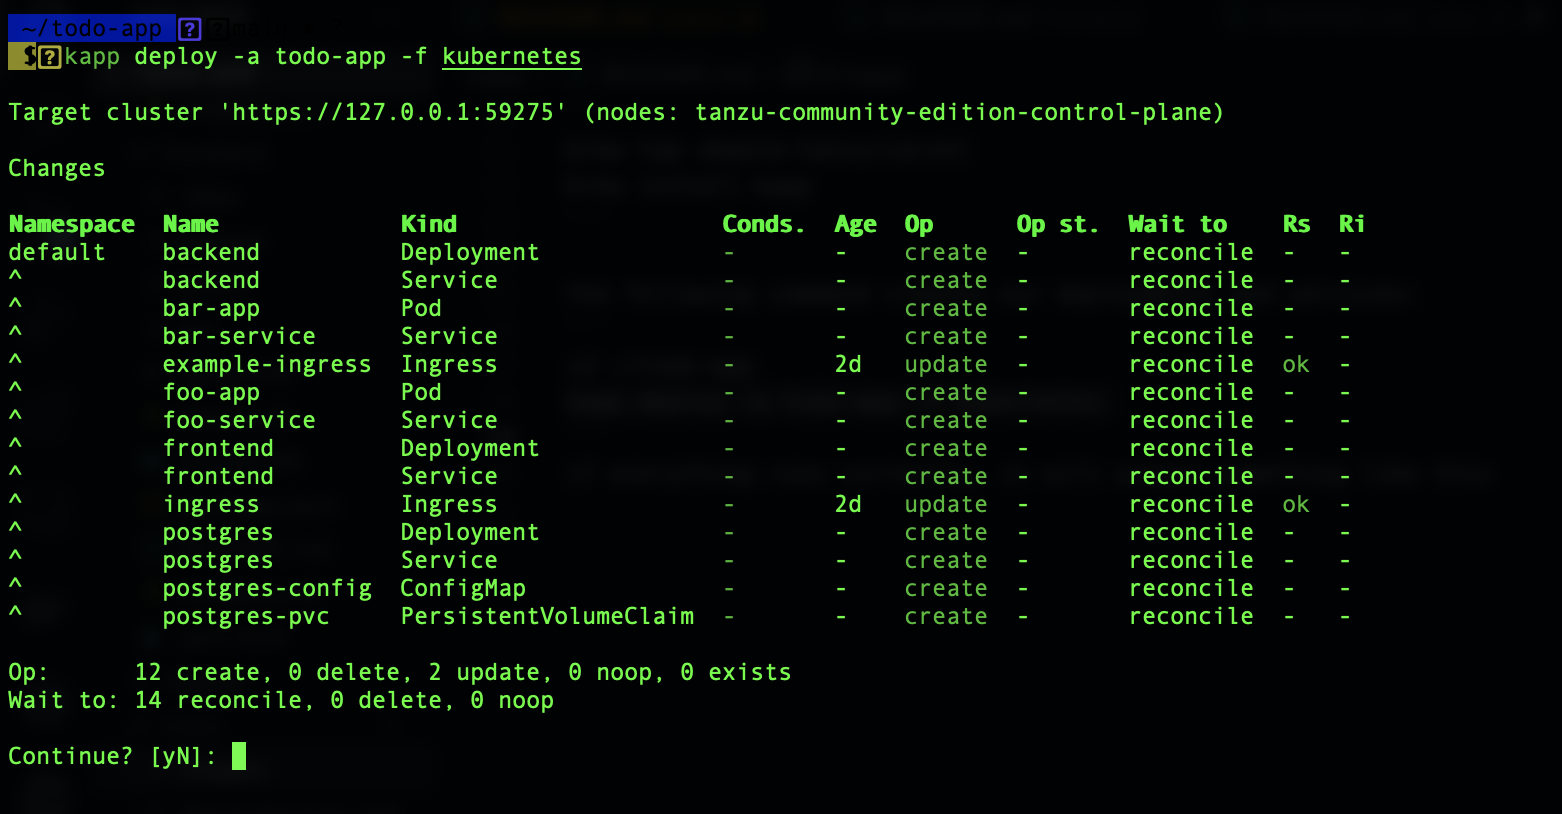 ~/todo-app main
kapp deploy -a todo-app -f kubernetes
Target cluster 'https://127.0.0.1:59275' (nodes: tanzu-community-edition-control-plane)
Changes
Namespace  Name             Kind                   Conds.  Age  Op      Op st.  Wait to    Rs  Ri
default    backend          Deployment             -       -    create  -       reconcile  -   -
^          backend          Service                -       -    create  -       reconcile  -   -
^          bar-app          Pod                    -       -    create  -       reconcile  -   -
^          bar-service      Service                -       -    create  -       reconcile  -   -
^          example-ingress  Ingress                -       2d   update  -       reconcile  ok  -
^          foo-app          Pod                    -       -    create  -       reconcile  -   -
^          foo-service      Service                -       -    create  -       reconcile  -   -
^          frontend         Deployment             -       -    create  -       reconcile  -   -
^          frontend         Service                -       -    create  -       reconcile  -   -
^          ingress          Ingress                -       2d   update  -       reconcile  ok  -
^          postgres         Deployment             -       -    create  -       reconcile  -   -
^          postgres         Service                -       -    create  -       reconcile  -   -
^          postgres-config  ConfigMap              -       -    create  -       reconcile  -   -
^          postgres-pvc     PersistentVolumeClaim  -       -    create  -       reconcile  -   -
Op:      12 create, 0 delete, 2 update, 0 noop, 0 exists
Wait to: 14 reconcile, 0 delete, 0 noop
Continue? [yN]: